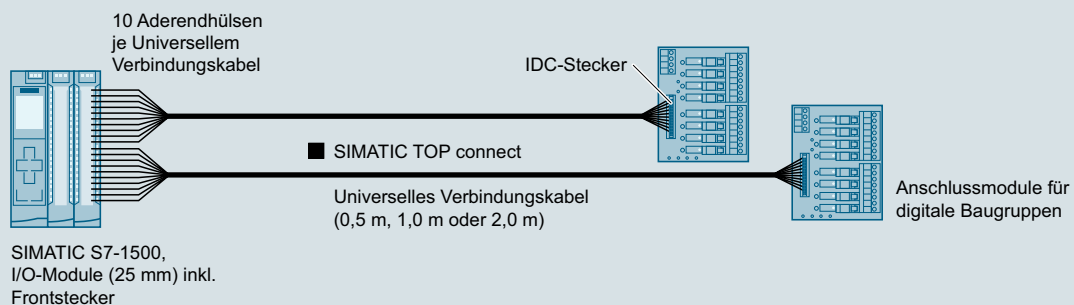 10 Aderendhülsen
je Universellem
Verbindungskabel
IDC-Stecker
SIMATIC TOP connect
Universelles Verbindungskabel
(0,5 m, 1,0 m oder 2,0 m)
Anschlussmodule für
digitale Baugruppen
SIMATIC S7-1500,
I/O-Module (25 mm) inkl.
Frontstecker